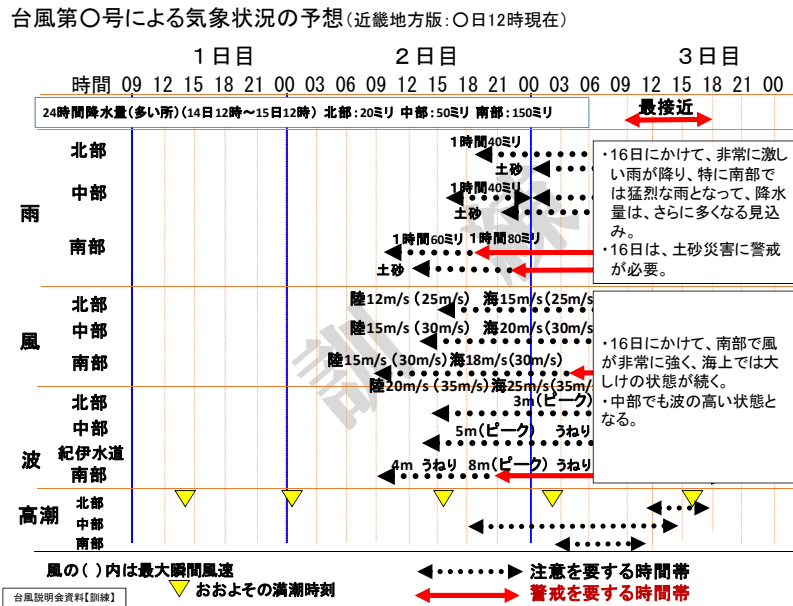 台風第〇号による気象状況の予想(近畿地方版:〇日12時現在)
1日目 2日目 3日目
時間 09 12 15 18 21 00 03 06 09 12 15 18 21 00 03 06 09 12 15 18 21 00
24時間降水量(多い所)(14日12時~15日12時) 北部:20ミリ 中部:50ミリ 南部:150ミリ
最接近
雨
北部
1時間40ミリ
土砂
中部
1時間40ミリ
土砂
南部
1時間60ミリ 1時間80ミリ
土砂
・16日にかけて、非常に激し
い雨が降り、特に南部で
は猛烈な雨となって、降水
量は、さらに多くなる見込
み。
・16日は、土砂災害に警戒
が必要。
風
北部
陸12m/s (25m/s) 海15m/s(25m/s
中部
陸15m/s (30m/s) 海20m/s(30m/s
南部
陸15m/s (30m/s)海18m/s(30m/s)
陸20m/s (35m/s)海25m/s(35m/s
・16日にかけて、南部で風
が非常に強く、海上では大
しけの状態が続く。
・中部でも波の高い状態と
なる。
波
北部
3m(ピーク)
中部
5m(ピーク) うねり
紀伊水道
南部
4m うねり 8m(ピーク) うねり
高潮
北部
中部
南部
風の( )内は最大瞬間風速
おおよその満潮時刻
注意を要する時間帯
警戒を要する時間帯
台風説明会資料【訓練】
訓練